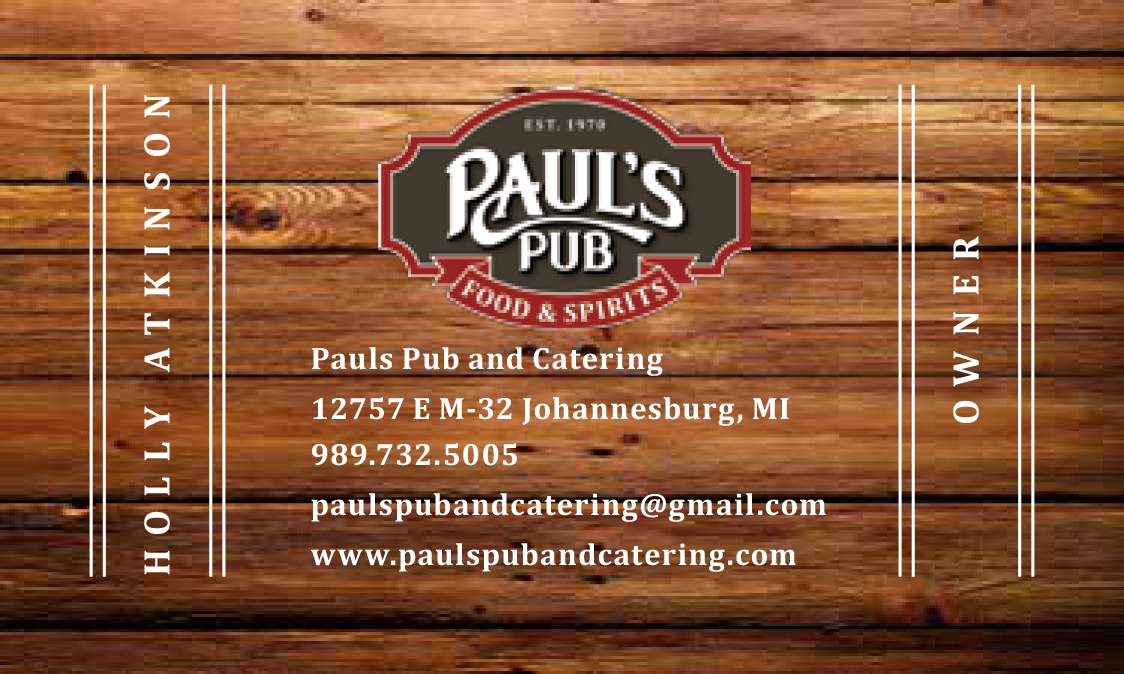 HOLLY ATKINSON
EST. 1970
PAUL'S
PUB
FOOD & SPIRITS
Pauls Pub and Catering
12757 E M-32 Johannesburg, MI
989.732.5005
paulspubandcatering@gmail.com
www.paulspubandcatering.com
OWNER